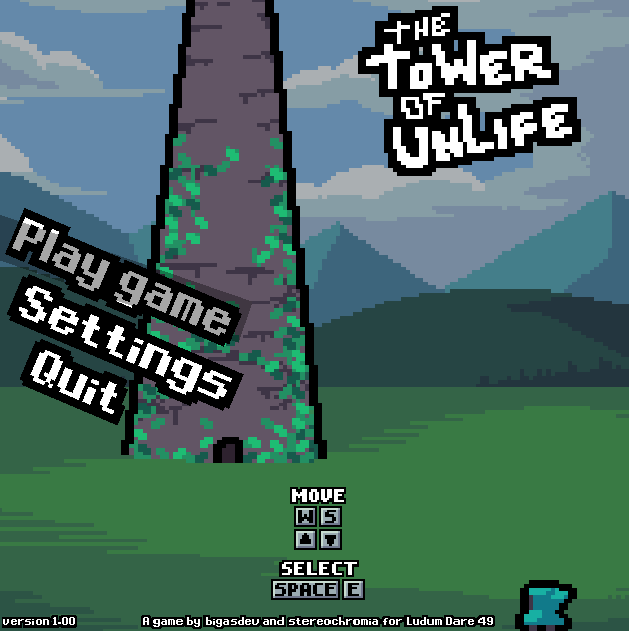 THE
TOWER
OF
UNLIFE
Play game
Settings
Quit
MOVE
W S
▲ ▼
SELECT
SPACE E
version 1.00
A game by bigasdev and stereochromia for Ludum Dare 49